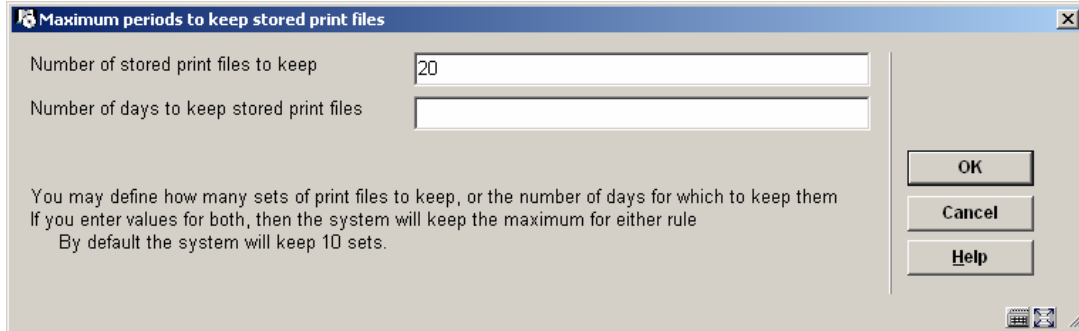 Maximum periods to keep stored print files
Number of stored print files to keep
20
Number of days to keep stored print files
OK
You may define how many sets of print files to keep, or the number of days for which to keep them
If you enter values for both, then the system will keep the maximum for either rule
By default the system will keep 10 sets.
Cancel
Help